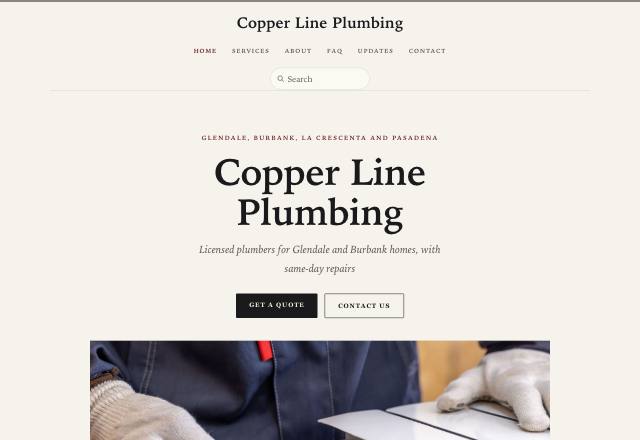 Copper Line Plumbing
HOME SERVICES ABOUT FAQ UPDATES CONTACT
Search
GLENDALE, BURBANK, LA CRESCENTA AND PASADENA
Copper Line
Plumbing
Licensed plumbers for Glendale and Burbank homes, with
same-day repairs
GET A QUOTE CONTACT US